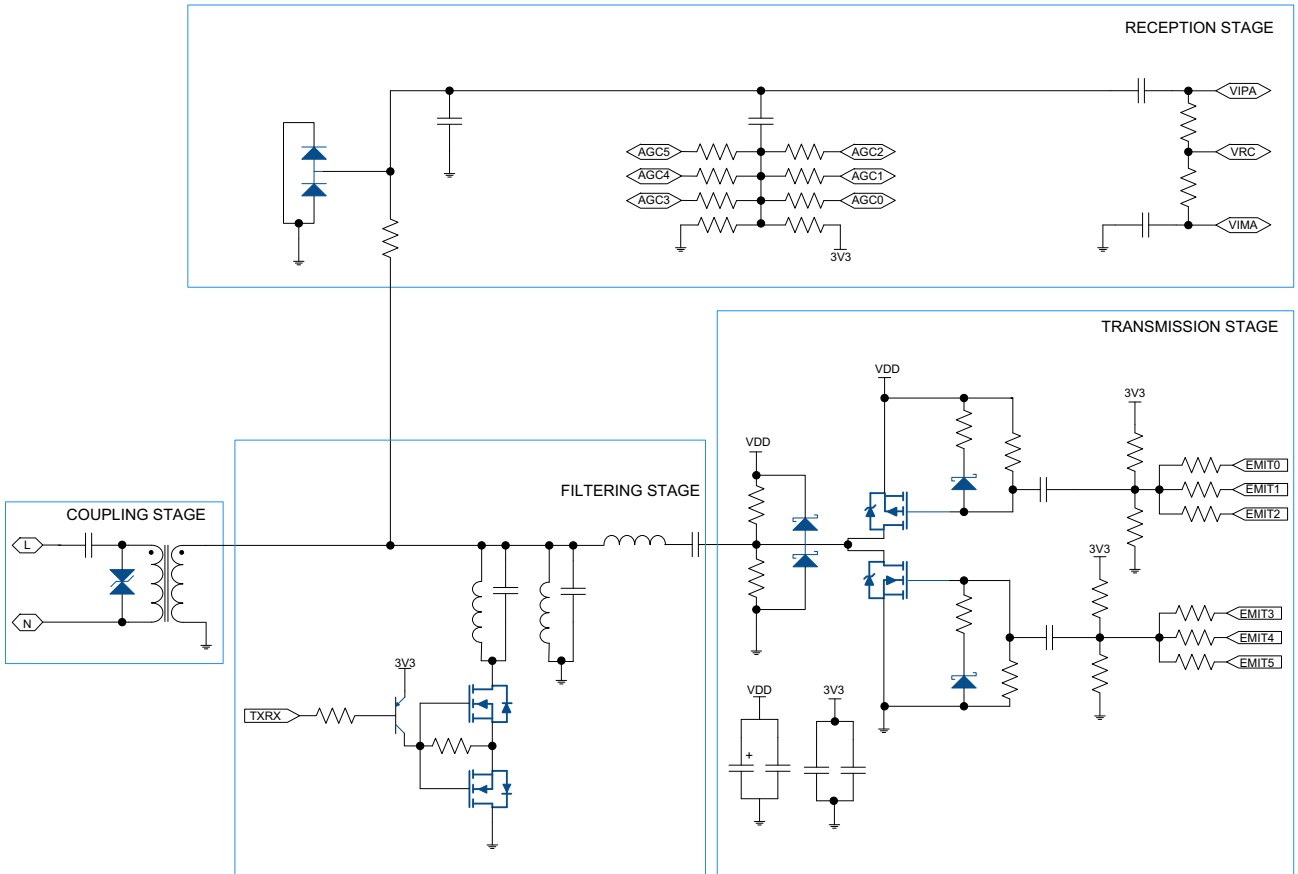 RECEPTION STAGE
VIPA
AGC5
AGC2
VRC
AGC4
AGC1
AGC3
AGC0
VIMA
3V3
TRANSMISSION STAGE
VDD
3V3
VDD
EMIT0
FILTERING STAGE
EMIT1
COUPLING STAGE
EMIT2
L
3V3
EMIT3
N
EMIT4
3V3
EMIT5
VDD
3V3
TXRX
+